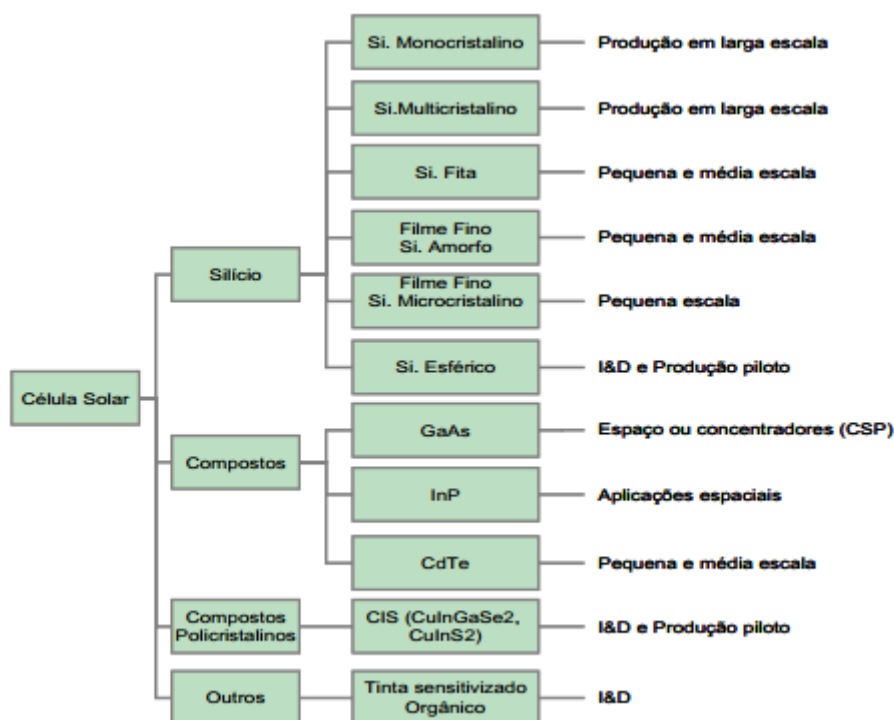 Si. Monocristalino
Produção em larga escala
Si.Multicristalino
Produção em larga escala
Si. Fita
Pequena e média escala
Filme Fino
Si. Amorfo
Pequena e média escala
Silício
Filme Fino
Si. Microcristalino
Pequena escala
Si. Esférico
I&D e Produção piloto
Célula Solar
GaAs
Espaço ou concentradores (CSP)
Compostos
InP
Aplicações espaciais
CdTe
Pequena e média escala
Compostos
Policristalinos
CIS (CuInGaSe2,
CuInS2)
I&D e Produção piloto
Outros
Tinta sensitivizado
Orgânico
I&D